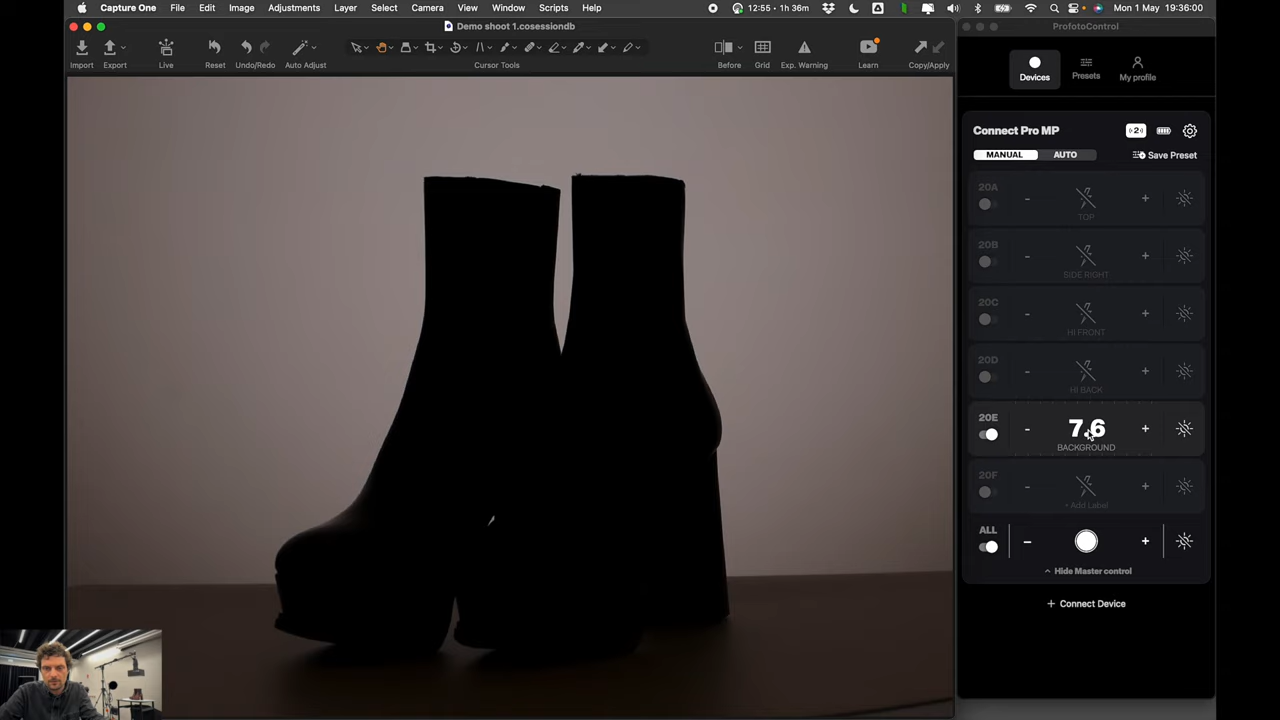 Capture One File Edit Image Adjustments Layer Select Camera View Window Scripts Help
12:55 - 1h 36m
Mon 1 May 19:36:00
Demo shoot 1.cosessiondb
ProfotoControl
Import Export Live Reset Undo/Redo Auto Adjust Cursor Tools Before Grid Exp. Warning Learn Copy/Apply
Devices Presets My profile
Connect Pro MP
2
MANUAL AUTO Save Preset
20A
- +
TOP
20B
- +
SIDE RIGHT
20C
- +
HI FRONT
20D
- +
HI BACK
20E
- 7.6 +
BACKGROUND
20F
- +
+ Add Label
ALL
- +
Hide Master control
+ Connect Device